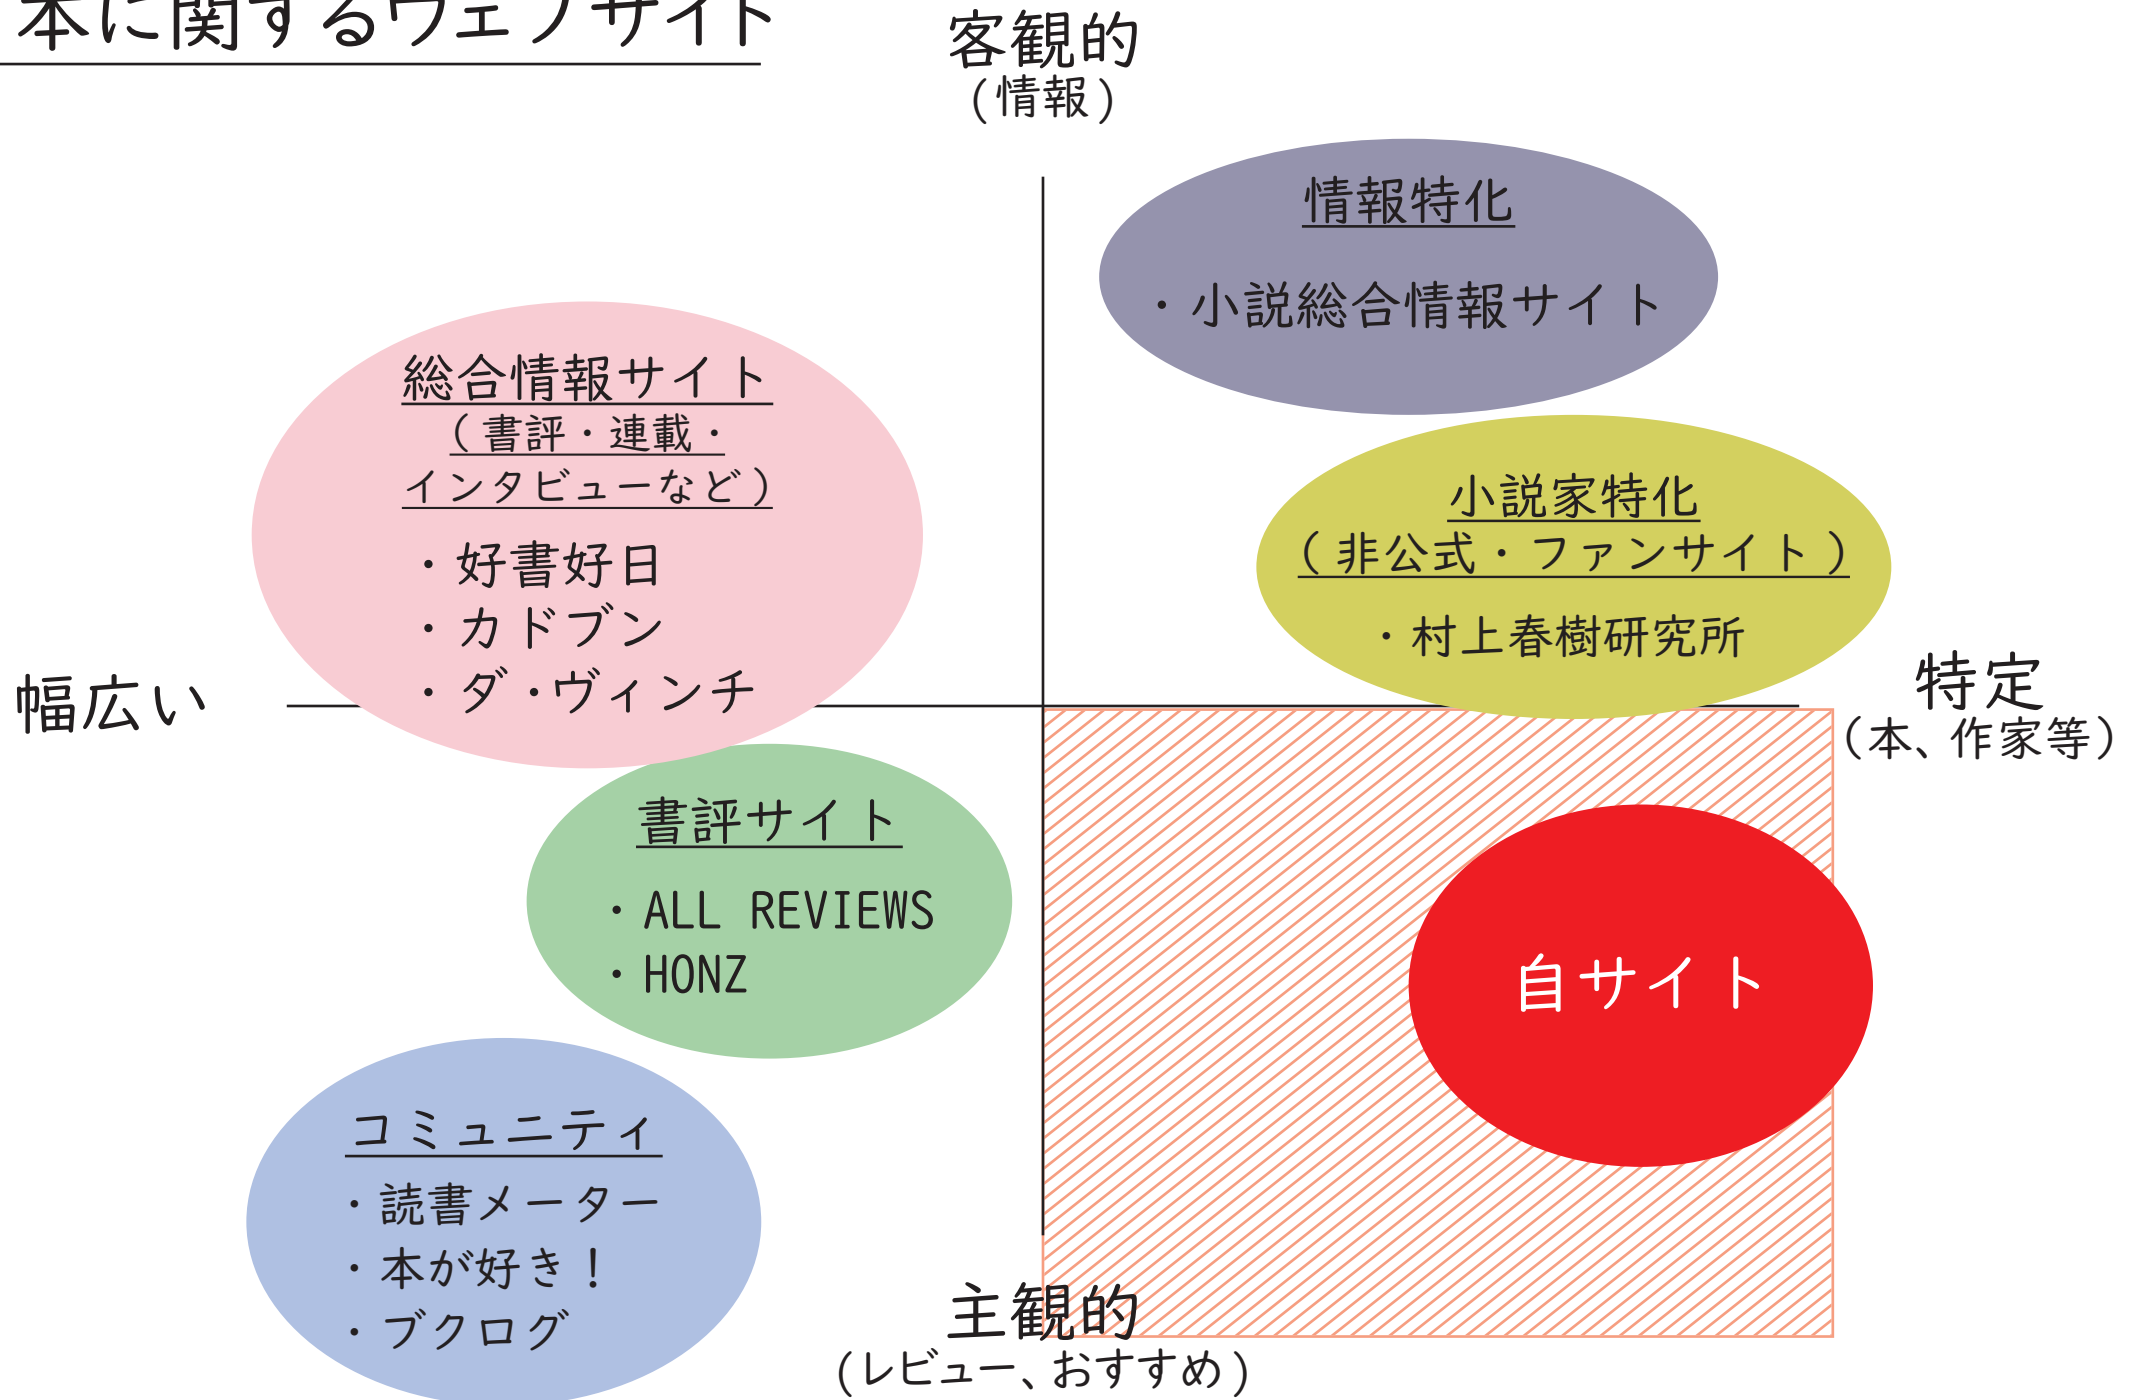 本に関するウェブサイト
客観的
(情報)
情報特化
・小説総合情報サイト
総合情報サイト
(書評・連載・
インタビューなど)
・好書好日
・カドブン
・ダ・ヴィンチ
小説家特化
(非公式・ファンサイト)
・村上春樹研究所
幅広い
特定
(本、作家等)
書評サイト
・ALL REVIEWS
・HONZ
自サイト
コミュニティ
・読書メーター
・本が好き!
・ブクログ
主観的
(レビュー、おすすめ)